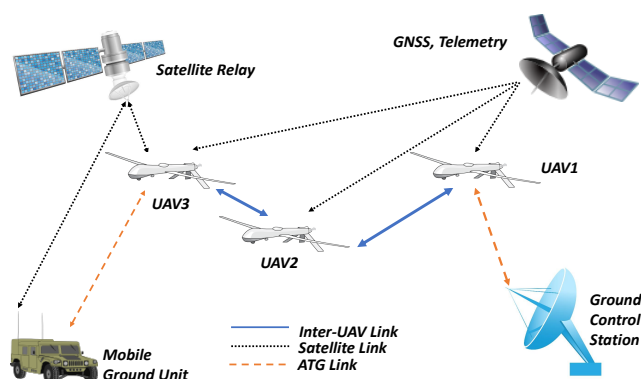 GNSS, Telemetry
Satellite Relay
UAV1
UAV3
UAV2
Ground
Control
Station
Inter-UAV Link
Satellite Link
ATG Link
Mobile
Ground Unit